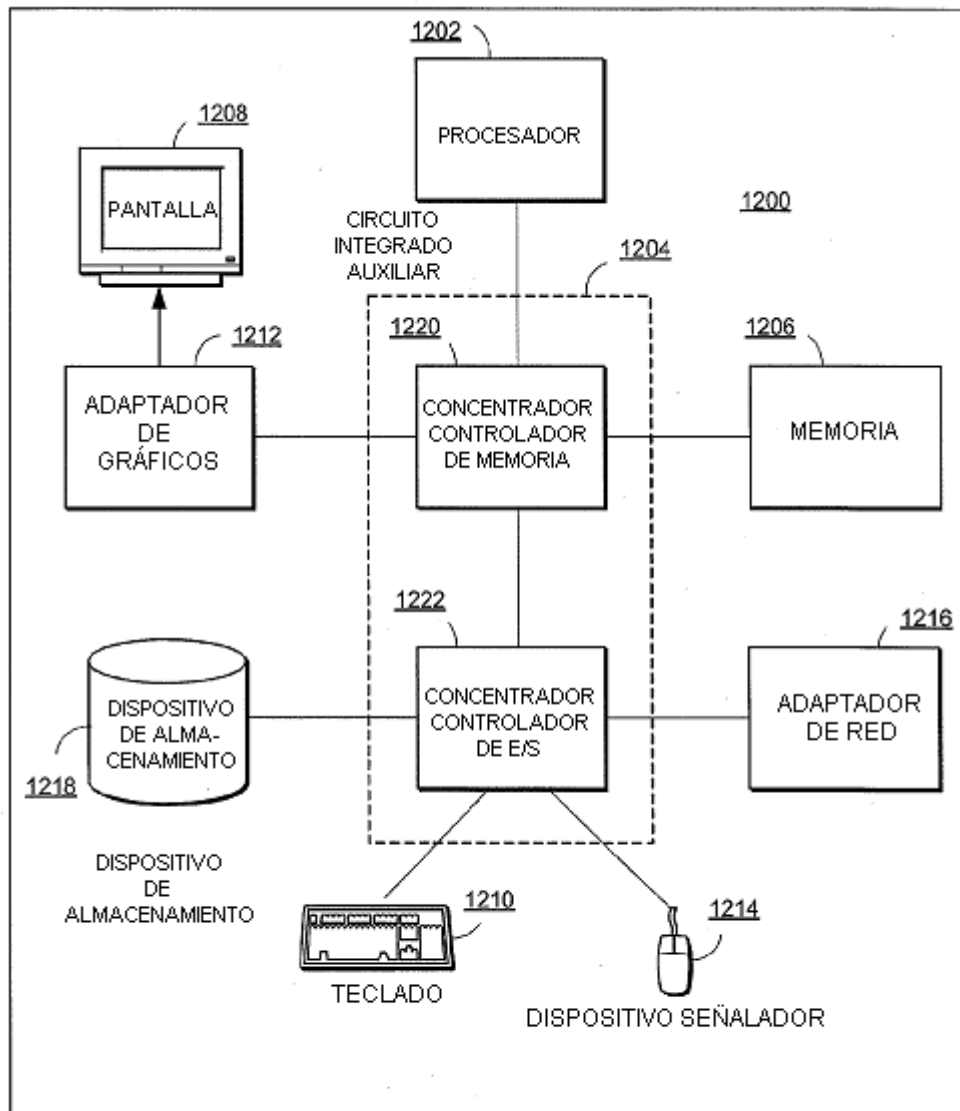 1202
PROCESADOR
1208
PANTALLA
1200
CIRCUITO
INTEGRADO
AUXILIAR
1204
1212
ADAPTADOR
DE
GRÁFICOS
1220
CONCENTRADOR
CONTROLADOR
DE MEMORIA
1206
MEMORIA
1222
CONCENTRADOR
CONTROLADOR
DE E/S
1216
ADAPTADOR
DE RED
DISPOSITIVO
DE ALMA-
CENAMIENTO
1218
DISPOSITIVO
DE
ALMACENAMIENTO
1210
TECLADO
1214
DISPOSITIVO SEÑALADOR